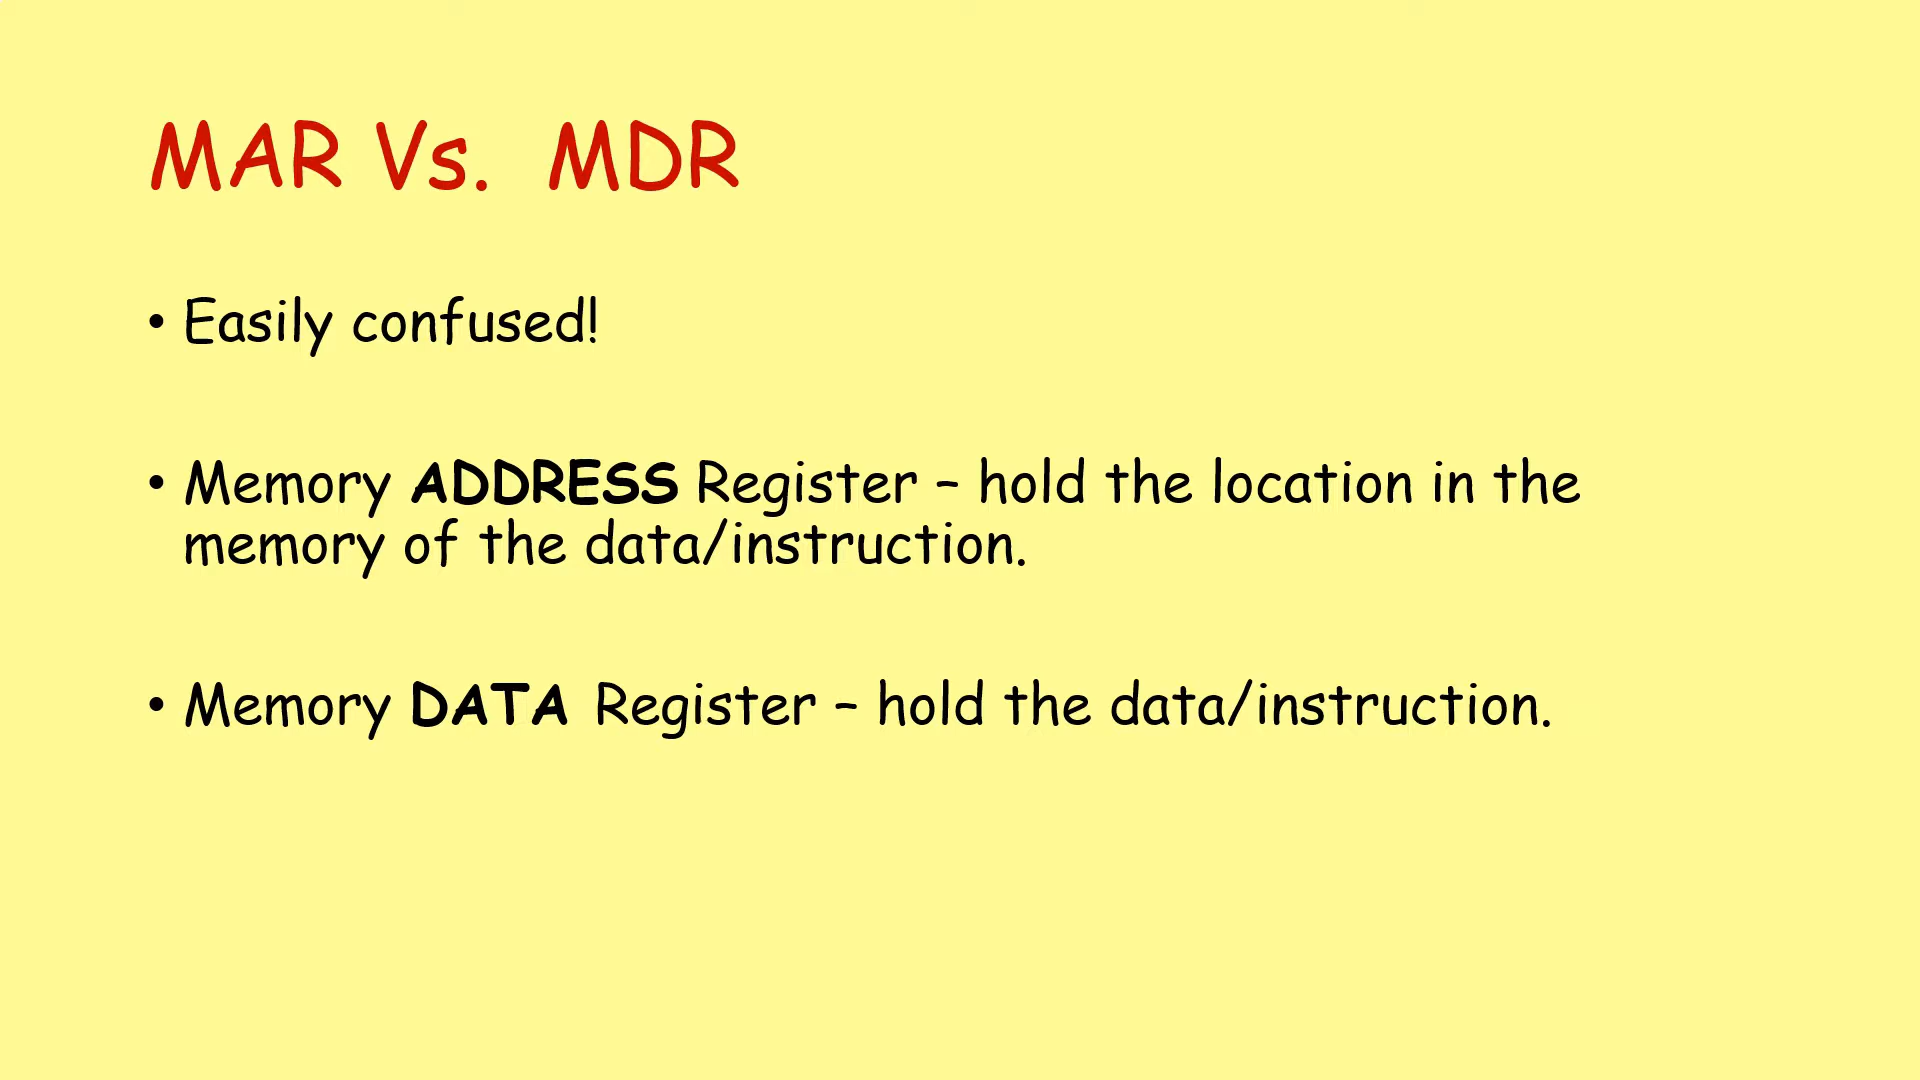 MAR Vs.  MDR
• Easily confused!
• Memory ADDRESS Register – hold the location in the
memory of the data/instruction.
• Memory DATA Register – hold the data/instruction.